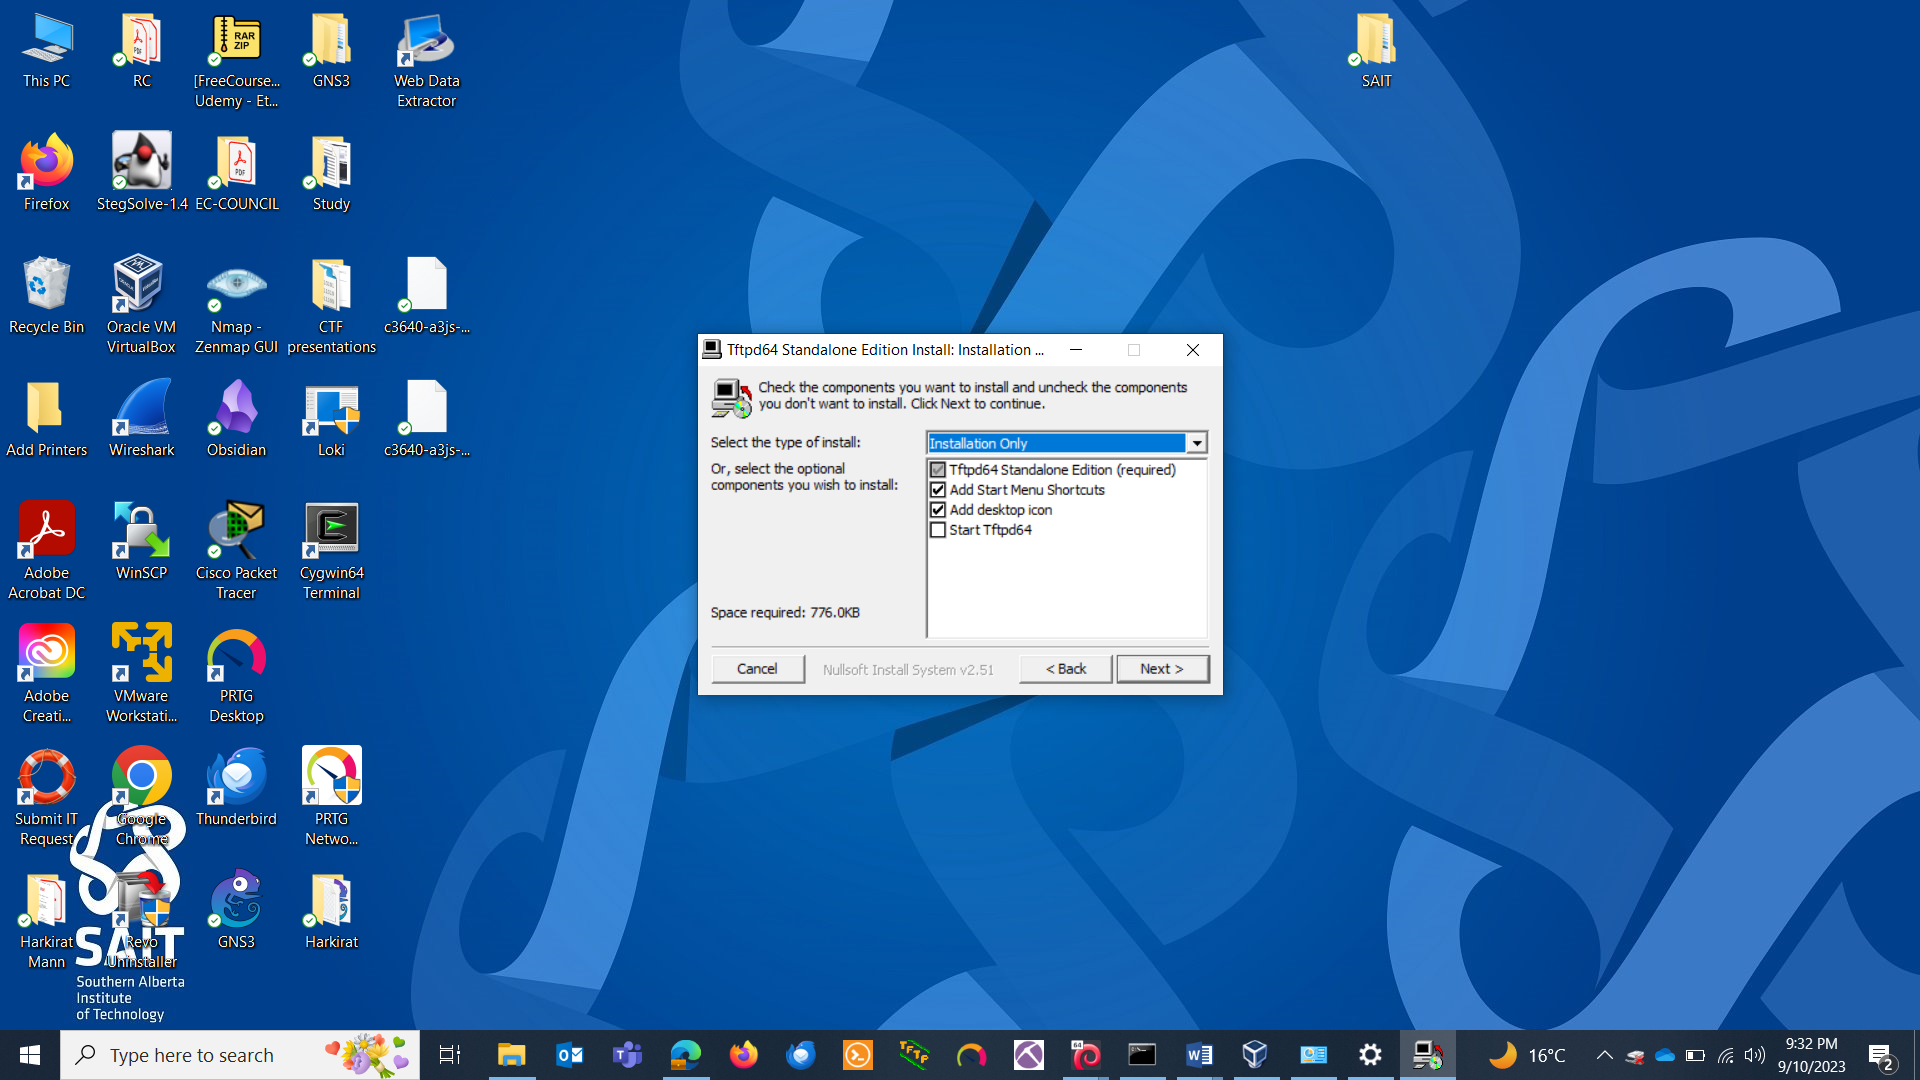 This PC
RC
[FreeCourse...
Udemy - Et...
GNS3
Web Data
Extractor
SAIT
RAR
ZIP
PDF
Firefox
StegSolve-1.4
EC-COUNCIL
Study
PDF
Recycle Bin
Oracle VM
VirtualBox
Nmap -
Zenmap GUI
CTF
presentations
c3640-a3js-...
Add Printers
Wireshark
Obsidian
Loki
c3640-a3js-...
Adobe
Acrobat DC
WinSCP
Cisco Packet
Tracer
Cygwin64
Terminal
Adobe
Creati...
VMware
Workstati...
PRTG
Desktop
Submit IT
Request
Google
Chrome
Thunderbird
PRTG
Netwo...
Harkirat
Mann
Revo
Uninstaller
GNS3
Harkirat
SAIT
Southern Alberta
Institute
of Technology
Tftpd64 Standalone Edition Install: Installation ...
Check the components you want to install and uncheck the components
you don't want to install. Click Next to continue.
Select the type of install:
Installation Only
Or, select the optional
components you wish to install:
Tftpd64 Standalone Edition (required)
Add Start Menu Shortcuts
Add desktop icon
Start Tftpd64
Space required: 776.0KB
Cancel
Nullsoft Install System v2.51
< Back
Next >
Type here to search
TFTP
64
16°C
9:32 PM
9/10/2023
2